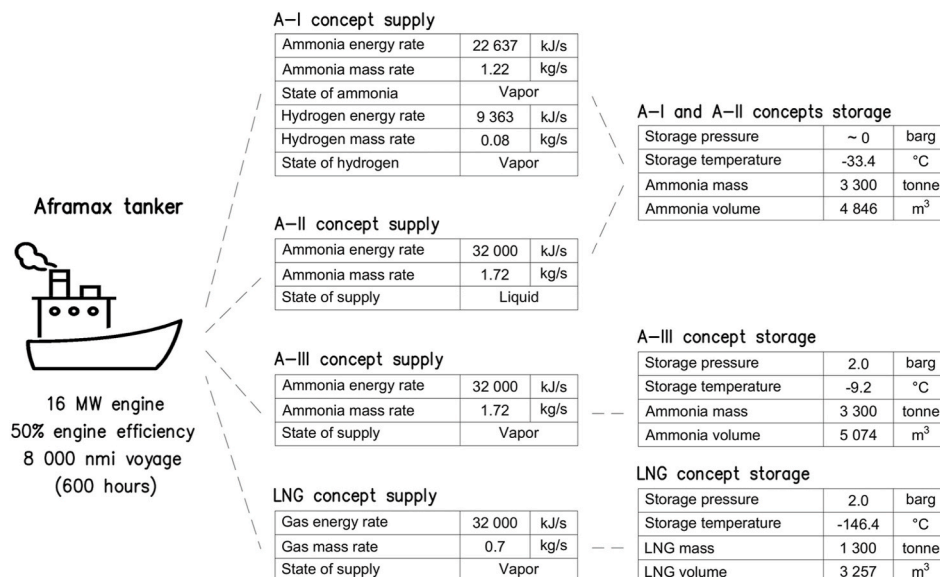 A-I concept supply
Ammonia energy rate 22 637 kJ/s
Ammonia mass rate 1.22 kg/s
State of ammonia Vapor
Hydrogen energy rate 9 363 kJ/s
Hydrogen mass rate 0.08 kg/s
State of hydrogen Vapor
A-I and A-II concepts storage
Storage pressure ~ 0 barg
Storage temperature -33.4 °C
Ammonia mass 3 300 tonne
Ammonia volume 4 846 m³
Aframax tanker
16 MW engine
50% engine efficiency
8 000 nmi voyage
(600 hours)
A-II concept supply
Ammonia energy rate 32 000 kJ/s
Ammonia mass rate 1.72 kg/s
State of supply Liquid
A-III concept supply
Ammonia energy rate 32 000 kJ/s
Ammonia mass rate 1.72 kg/s
State of supply Vapor
A-III concept storage
Storage pressure 2.0 barg
Storage temperature -9.2 °C
Ammonia mass 3 300 tonne
Ammonia volume 5 074 m³
LNG concept supply
Gas energy rate 32 000 kJ/s
Gas mass rate 0.7 kg/s
State of supply Vapor
LNG concept storage
Storage pressure 2.0 barg
Storage temperature -146.4 °C
LNG mass 1 300 tonne
LNG volume 3 257 m³